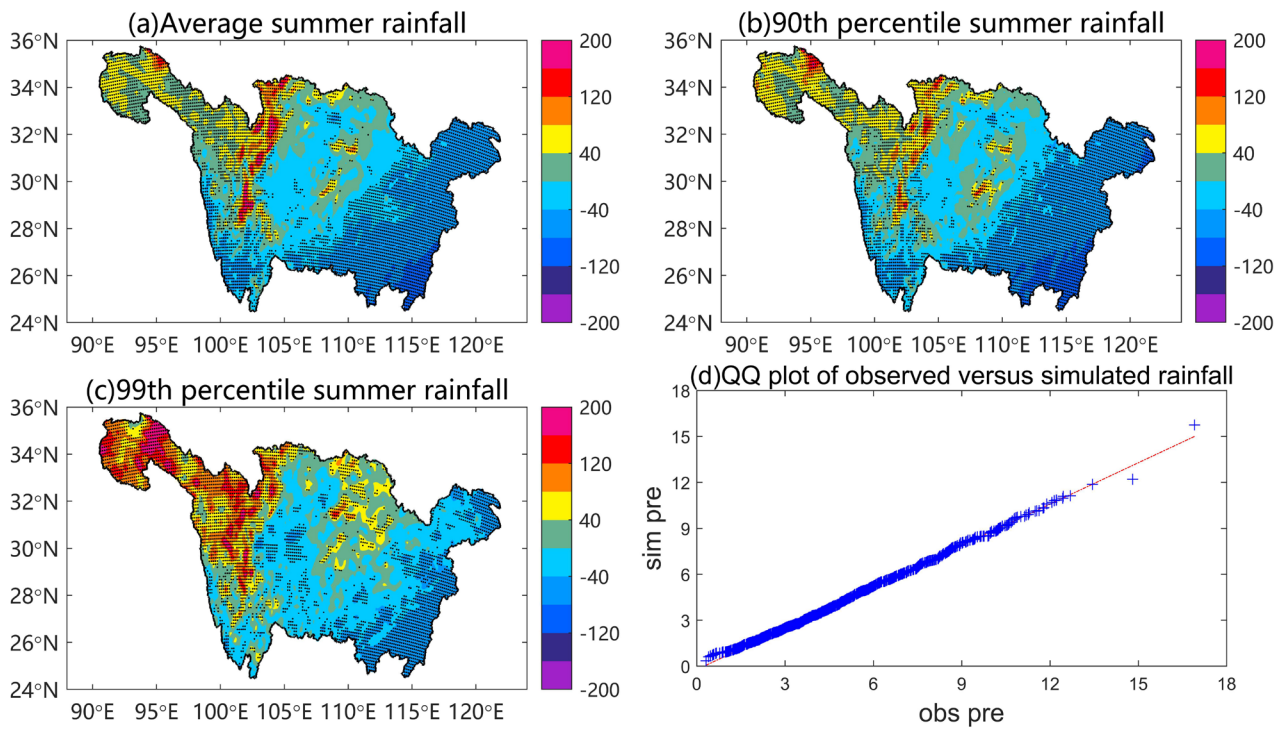 (a)Average summer rainfall
36°N
34°N
32°N
30°N
28°N
26°N
24°N
90°E 95°E 100°E 105°E 110°E 115°E 120°E
200
120
40
-40
-120
-200
(b)90th percentile summer rainfall
36°N
34°N
32°N
30°N
28°N
26°N
24°N
90°E 95°E 100°E 105°E 110°E 115°E 120°E
200
120
40
-40
-120
-200
(c)99th percentile summer rainfall
36°N
34°N
32°N
30°N
28°N
26°N
24°N
90°E 95°E 100°E 105°E 110°E 115°E 120°E
200
120
40
-40
-120
-200
(d)QQ plot of observed versus simulated rainfall
18
15
12
9
6
3
0
sim pre
0 3 6 9 12 15 18
obs pre